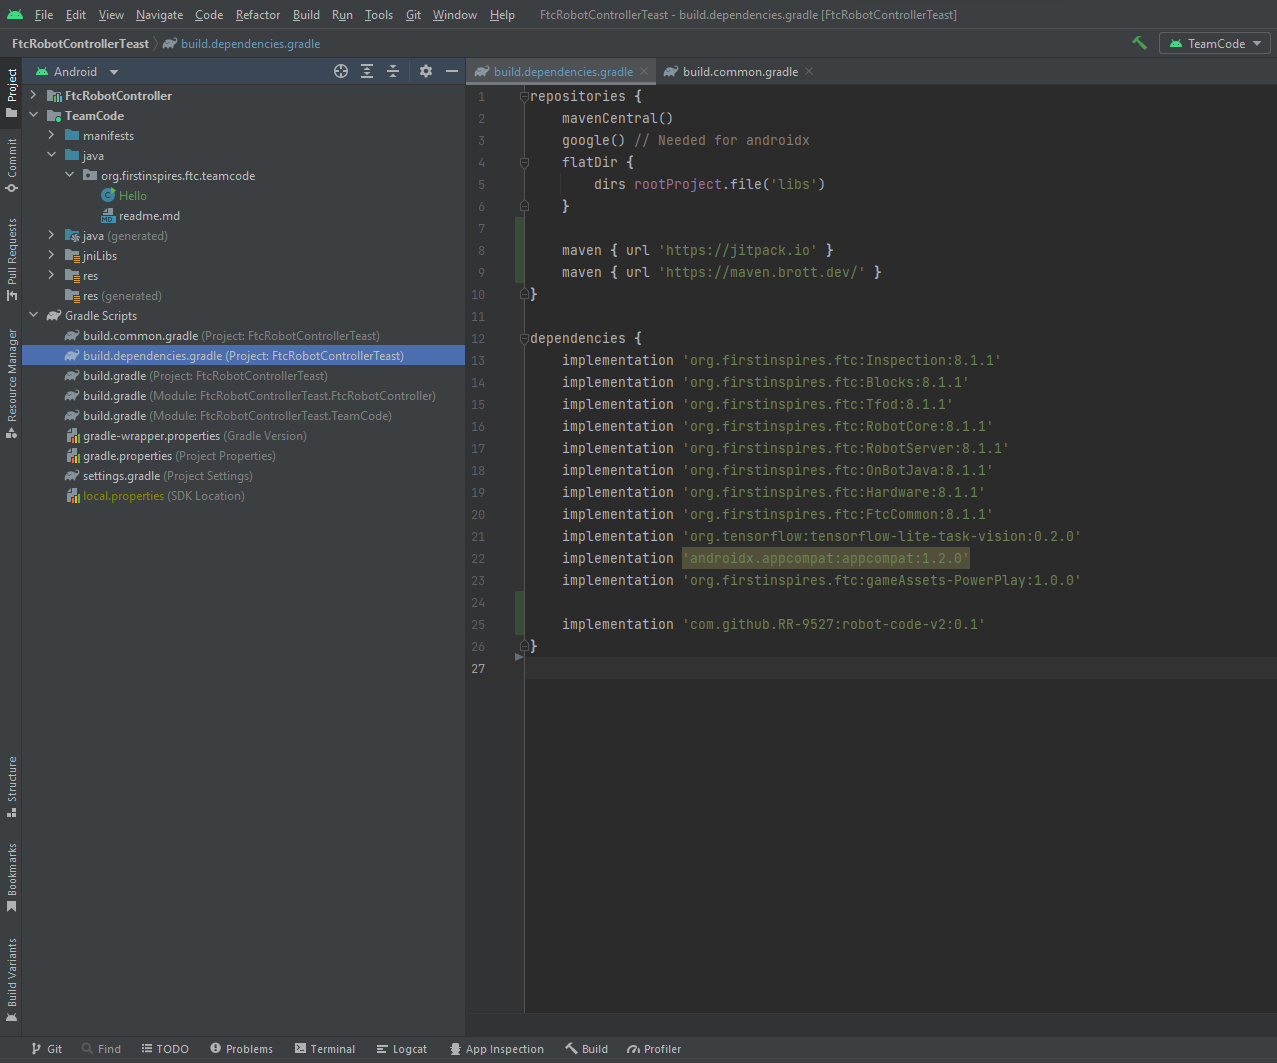 File Edit View Navigate Code Refactor Build Run Tools Git Window Help FtcRobotControllerTeast - build.dependencies.gradle [FtcRobotControllerTeast]
FtcRobotControllerTeast build.dependencies.gradle TeamCode
Project
Commit
Pull Requests
Resource Manager
Structure
Bookmarks
Build Variants
Android
FtcRobotController
TeamCode
manifests
java
org.firstinspires.ftc.teamcode
C Hello
MD readme.md
java (generated)
jniLibs
res
res (generated)
Gradle Scripts
build.common.gradle (Project: FtcRobotControllerTeast)
build.dependencies.gradle (Project: FtcRobotControllerTeast)
build.gradle (Project: FtcRobotControllerTeast)
build.gradle (Module: FtcRobotControllerTeast.FtcRobotController)
build.gradle (Module: FtcRobotControllerTeast.TeamCode)
gradle-wrapper.properties (Gradle Version)
gradle.properties (Project Properties)
settings.gradle (Project Settings)
local.properties (SDK Location)
build.dependencies.gradle build.common.gradle
1 repositories {
2 mavenCentral()
3 google() // Needed for androidx
4 flatDir {
5 dirs rootProject.file('libs')
6 }
7
8 maven { url 'https://jitpack.io' }
9 maven { url 'https://maven.brott.dev/' }
10 }
11
12 dependencies {
13 implementation 'org.firstinspires.ftc:Inspection:8.1.1'
14 implementation 'org.firstinspires.ftc:Blocks:8.1.1'
15 implementation 'org.firstinspires.ftc:Tfod:8.1.1'
16 implementation 'org.firstinspires.ftc:RobotCore:8.1.1'
17 implementation 'org.firstinspires.ftc:RobotServer:8.1.1'
18 implementation 'org.firstinspires.ftc:OnBotJava:8.1.1'
19 implementation 'org.firstinspires.ftc:Hardware:8.1.1'
20 implementation 'org.firstinspires.ftc:FtcCommon:8.1.1'
21 implementation 'org.tensorflow:tensorflow-lite-task-vision:0.2.0'
22 implementation 'androidx.appcompat:appcompat:1.2.0'
23 implementation 'org.firstinspires.ftc:gameAssets-PowerPlay:1.0.0'
24
25 implementation 'com.github.RR-9527:robot-code-v2:0.1'
26 }
27
Git Find TODO Problems Terminal Logcat App Inspection Build Profiler